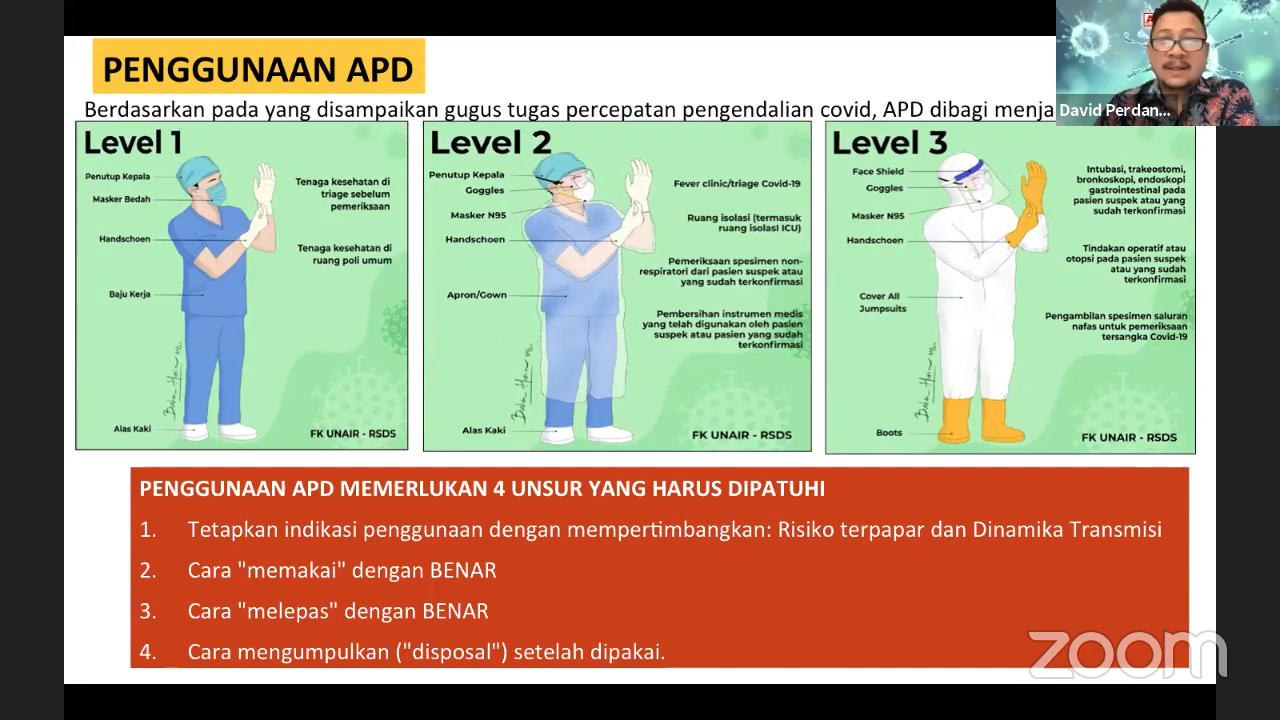 PENGGUNAAN APD
Berdasarkan pada yang disampaikan gugus tugas percepatan pengendalian covid, APD dibagi menja
David Perdan...
Level 1
Penutup Kepala
Masker Bedah
Handschoen
Baju Kerja
Alas Kaki
Tenaga kesehatan di
triage sebelum
pemeriksaan
Tenaga kesehatan di
ruang poli umum
FK UNAIR - RSDS
Level 2
Penutup Kepala
Goggles
Masker N95
Handschoen
Apron/Gown
Alas Kaki
Fever clinic/triage Covid-19
Ruang isolasi (termasuk
ruang isolasi ICU)
Pemeriksaan spesimen non-
respiratori dari pasien suspek atau
yang sudah terkonfirmasi
Pembersihan instrumen medis
yang telah digunakan oleh pasien
suspek atau pasien yang sudah
terkonfirmasi
FK UNAIR - RSDS
Level 3
Face Shield
Goggles
Masker N95
Handschoen
Cover All
Jumpsuits
Boots
Intubasi, trakeostomi,
bronkoskopi, endoskopi
gastrointestinal pada
pasien suspek atau yang
sudah terkonfirmasi
Tindakan operatif atau
otopsi pada pasien suspek
atau yang sudah
terkonfirmasi
Pengambilan spesimen saluran
nafas untuk pemeriksaan
tersangka Covid-19
FK UNAIR - RSDS
PENGGUNAAN APD MEMERLUKAN 4 UNSUR YANG HARUS DIPATUHI
1. Tetapkan indikasi penggunaan dengan mempertimbangkan: Risiko terpapar dan Dinamika Transmisi
2. Cara "memakai" dengan BENAR
3. Cara "melepas" dengan BENAR
4. Cara mengumpulkan ("disposal") setelah dipakai.
zoom